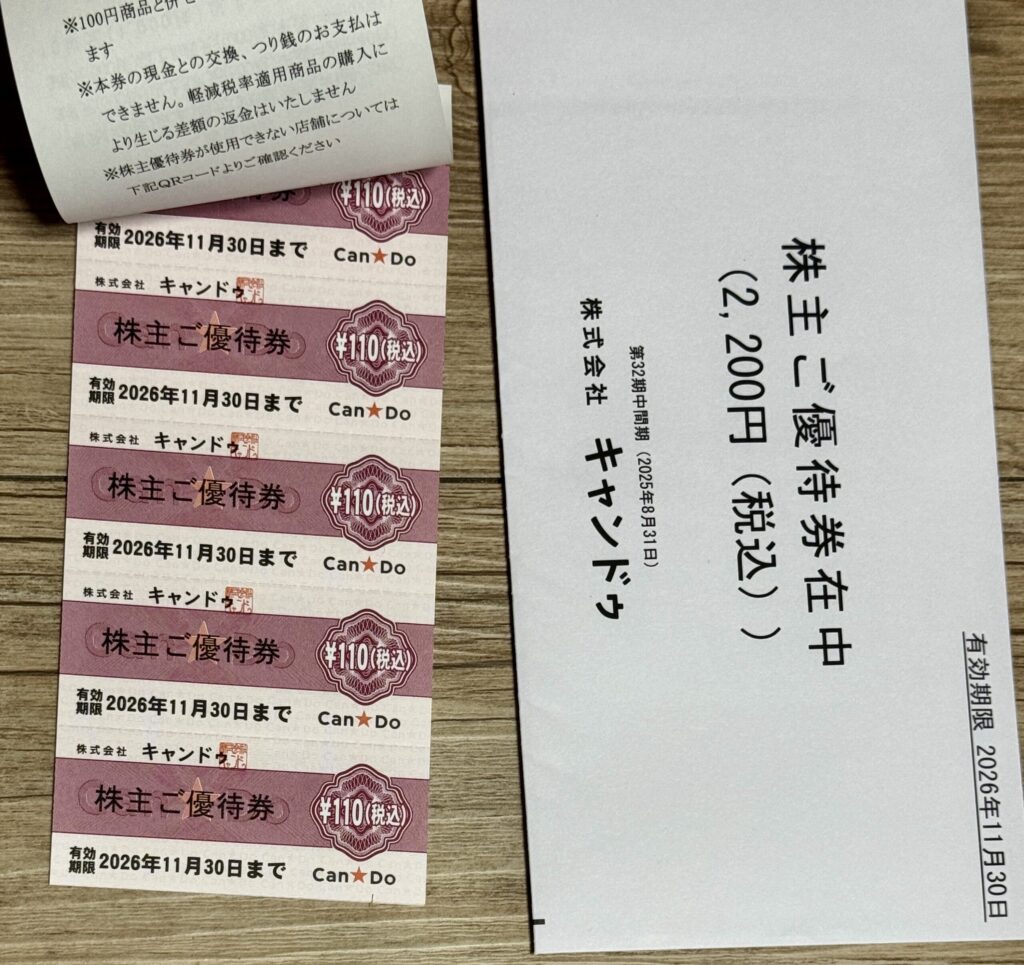 ※100円商品と併せ
ます
※本券の現金との交換、つり銭のお支払は
できません。軽減税率適用商品の購入に
より生じる差額の返金はいたしません
※株主優待券が使用できない店舗については
下記QRコードよりご確認ください
¥110(税込)
有効期限 2026年11月30日まで Can★Do
株式会社 キャンドゥ
株主ご優待券 ¥110(税込)
有効期限 2026年11月30日まで Can★Do
株式会社 キャンドゥ
株主ご優待券 ¥110(税込)
有効期限 2026年11月30日まで Can★Do
株式会社 キャンドゥ
株主ご優待券 ¥110(税込)
有効期限 2026年11月30日まで Can★Do
株式会社 キャンドゥ
株主ご優待券 ¥110(税込)
有効期限 2026年11月30日まで Can★Do
有効期限 2026年11月30日
株主ご優待券在中
（2,200円（税込））
第32期中間期（2025年8月31日）
株式会社 キャンドゥ